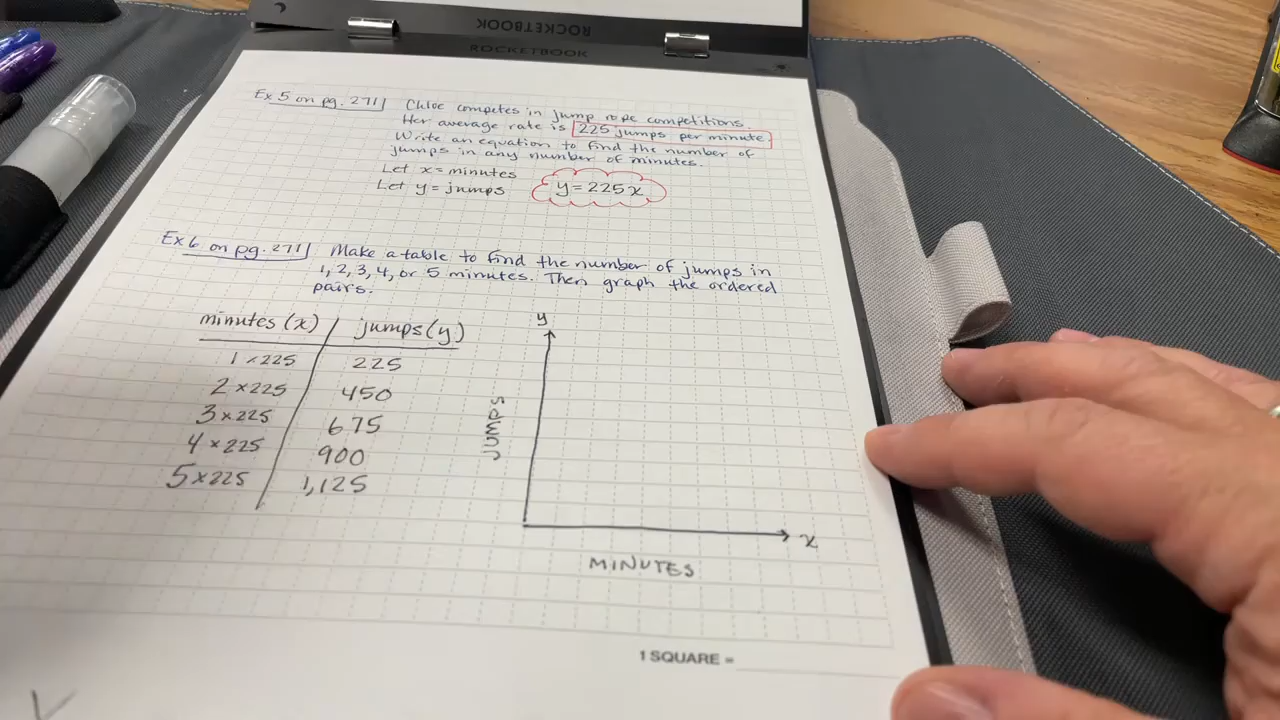 ROCKETBOOK
ROCKETBOOK
Ex 5 on pg. 271
Chloe competes in jump rope competitions.
Her average rate is 225 jumps per minute.
Write an equation to find the number of
jumps in any number of minutes.
Let x = minutes
Let y = jumps
y = 225x
Ex 6 on pg. 271
Make a table to find the number of jumps in
1, 2, 3, 4, or 5 minutes. Then graph the ordered
pairs.
minutes (x) jumps (y)
1 × 225 225
2 × 225 450
3 × 225 675
4 × 225 900
5 × 225 1,125
y
JUMPS
x
MINUTES
1 SQUARE =